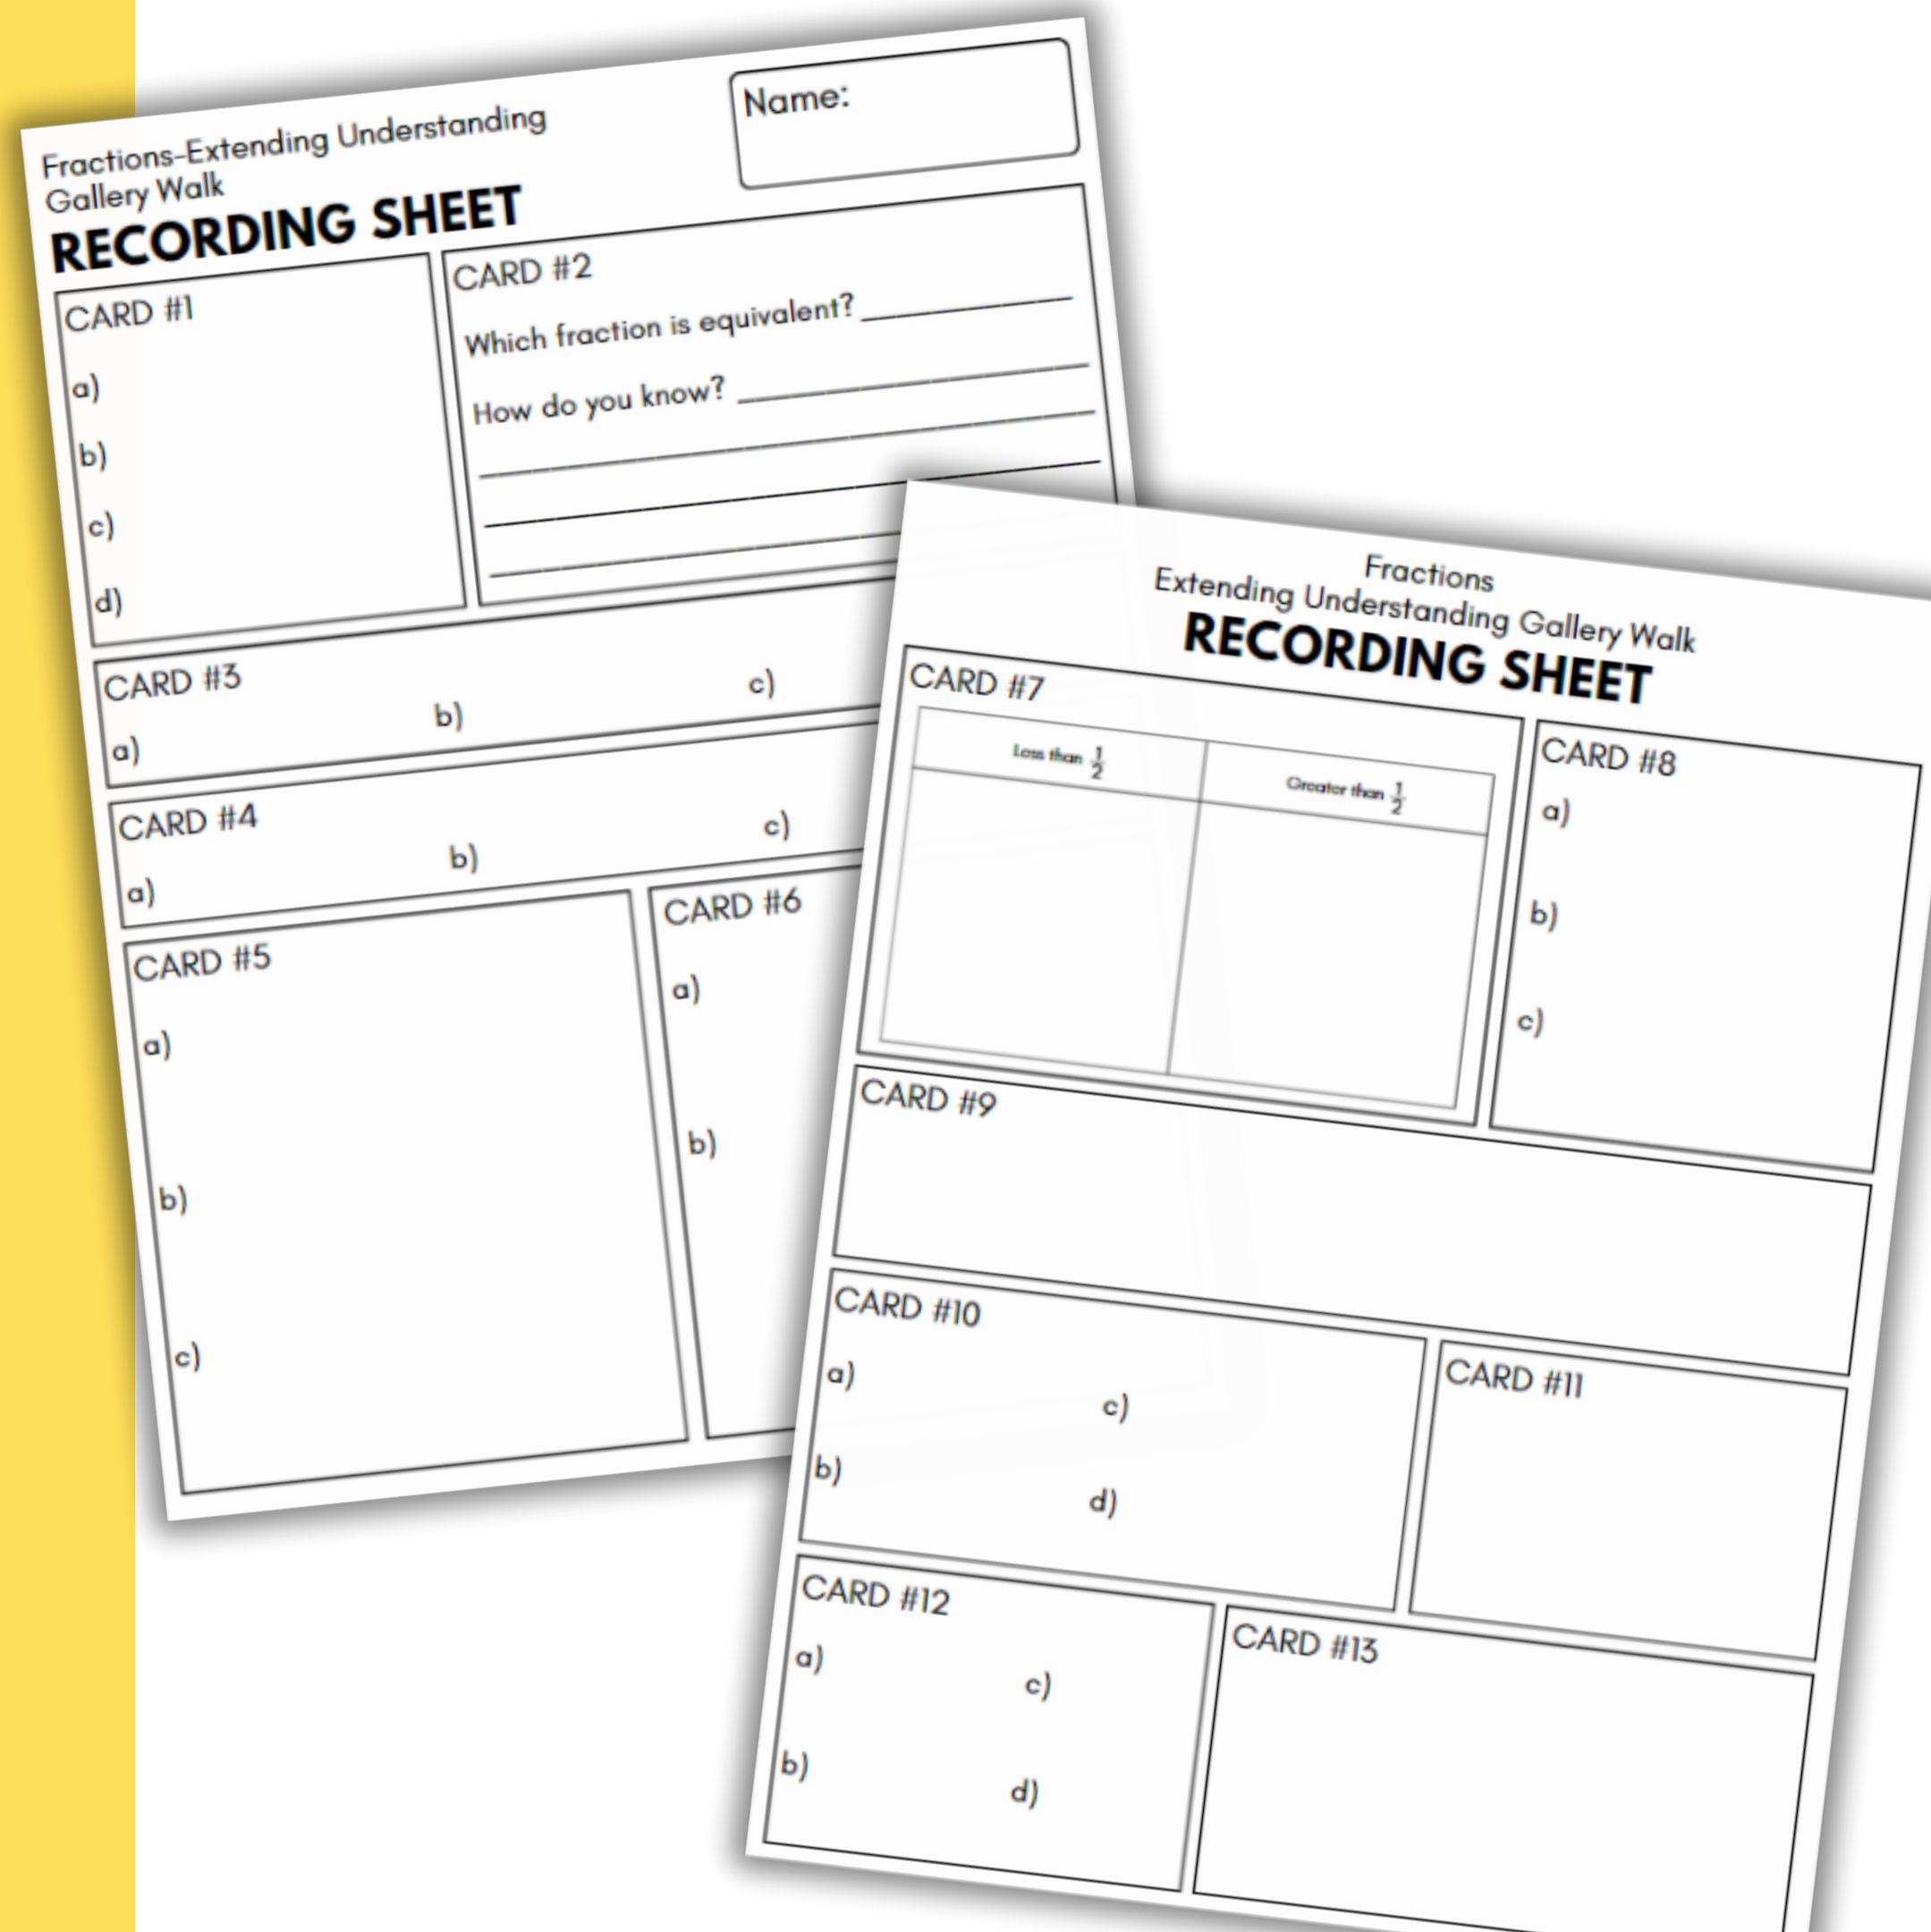 Fractions-Extending Understanding
Gallery Walk
RECORDING SHEET
Name:
CARD #1
a)
b)
c)
d)
CARD #2
Which fraction is equivalent? ____________
How do you know? ____________
CARD #3
a)
b)
c)
CARD #4
a)
b)
c)
CARD #5
a)
b)
c)
CARD #6
a)
b)
Fractions
Extending Understanding Gallery Walk
RECORDING SHEET
CARD #7
Less than 1/2
Greater than 1/2
CARD #8
a)
b)
c)
CARD #9
CARD #10
a)
b)
c)
d)
CARD #11
CARD #12
a)
b)
c)
d)
CARD #13